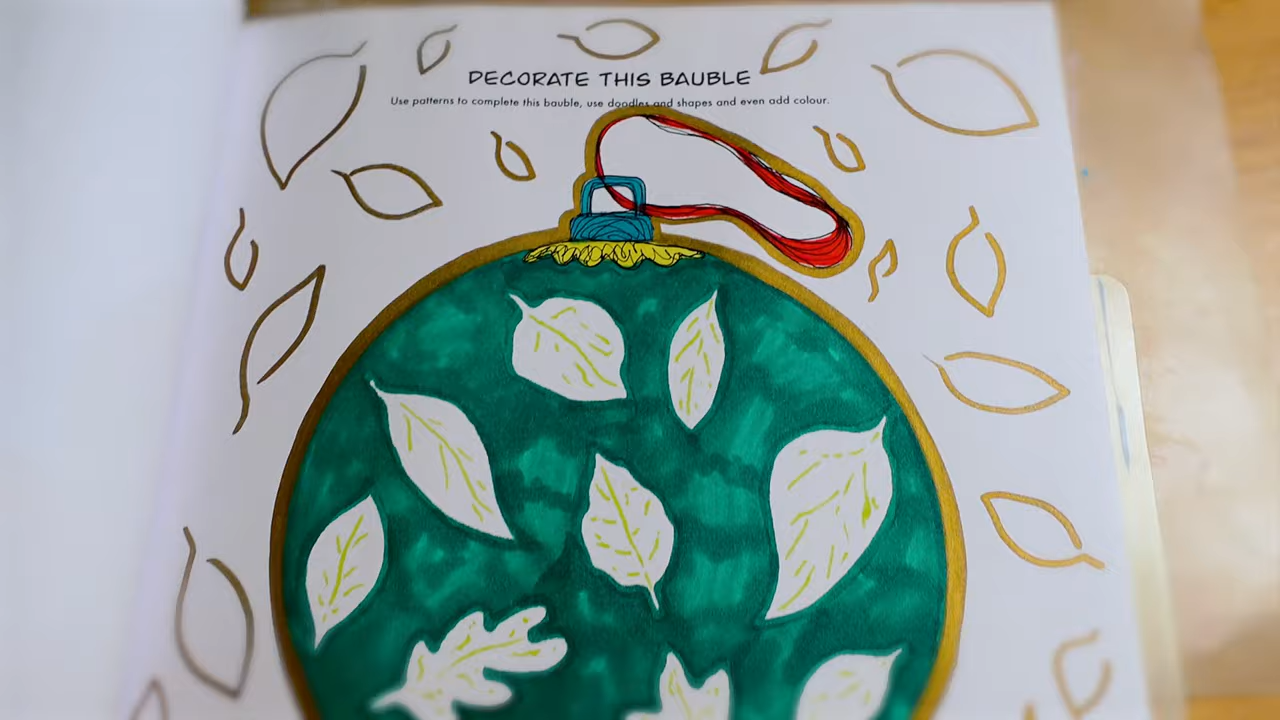 DECORATE THIS BAUBLE
Use patterns to complete this bauble, use doodles and shapes and even add colour.